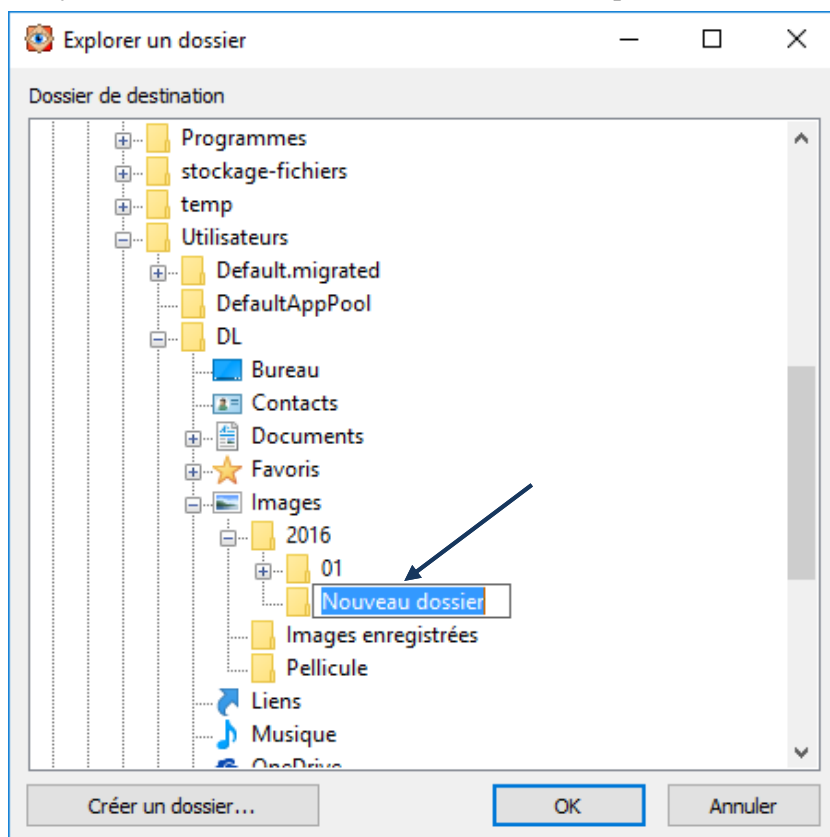 Explorer un dossier
Dossier de destination
Programmes
stockage-fichiers
temp
Utilisateurs
Default.migrated
DefaultAppPool
DL
Bureau
Contacts
Documents
Favoris
Images
2016
01
Nouveau dossier
Images enregistrées
Pellicule
Liens
Musique
OneDrive
Créer un dossier...
OK
Annuler